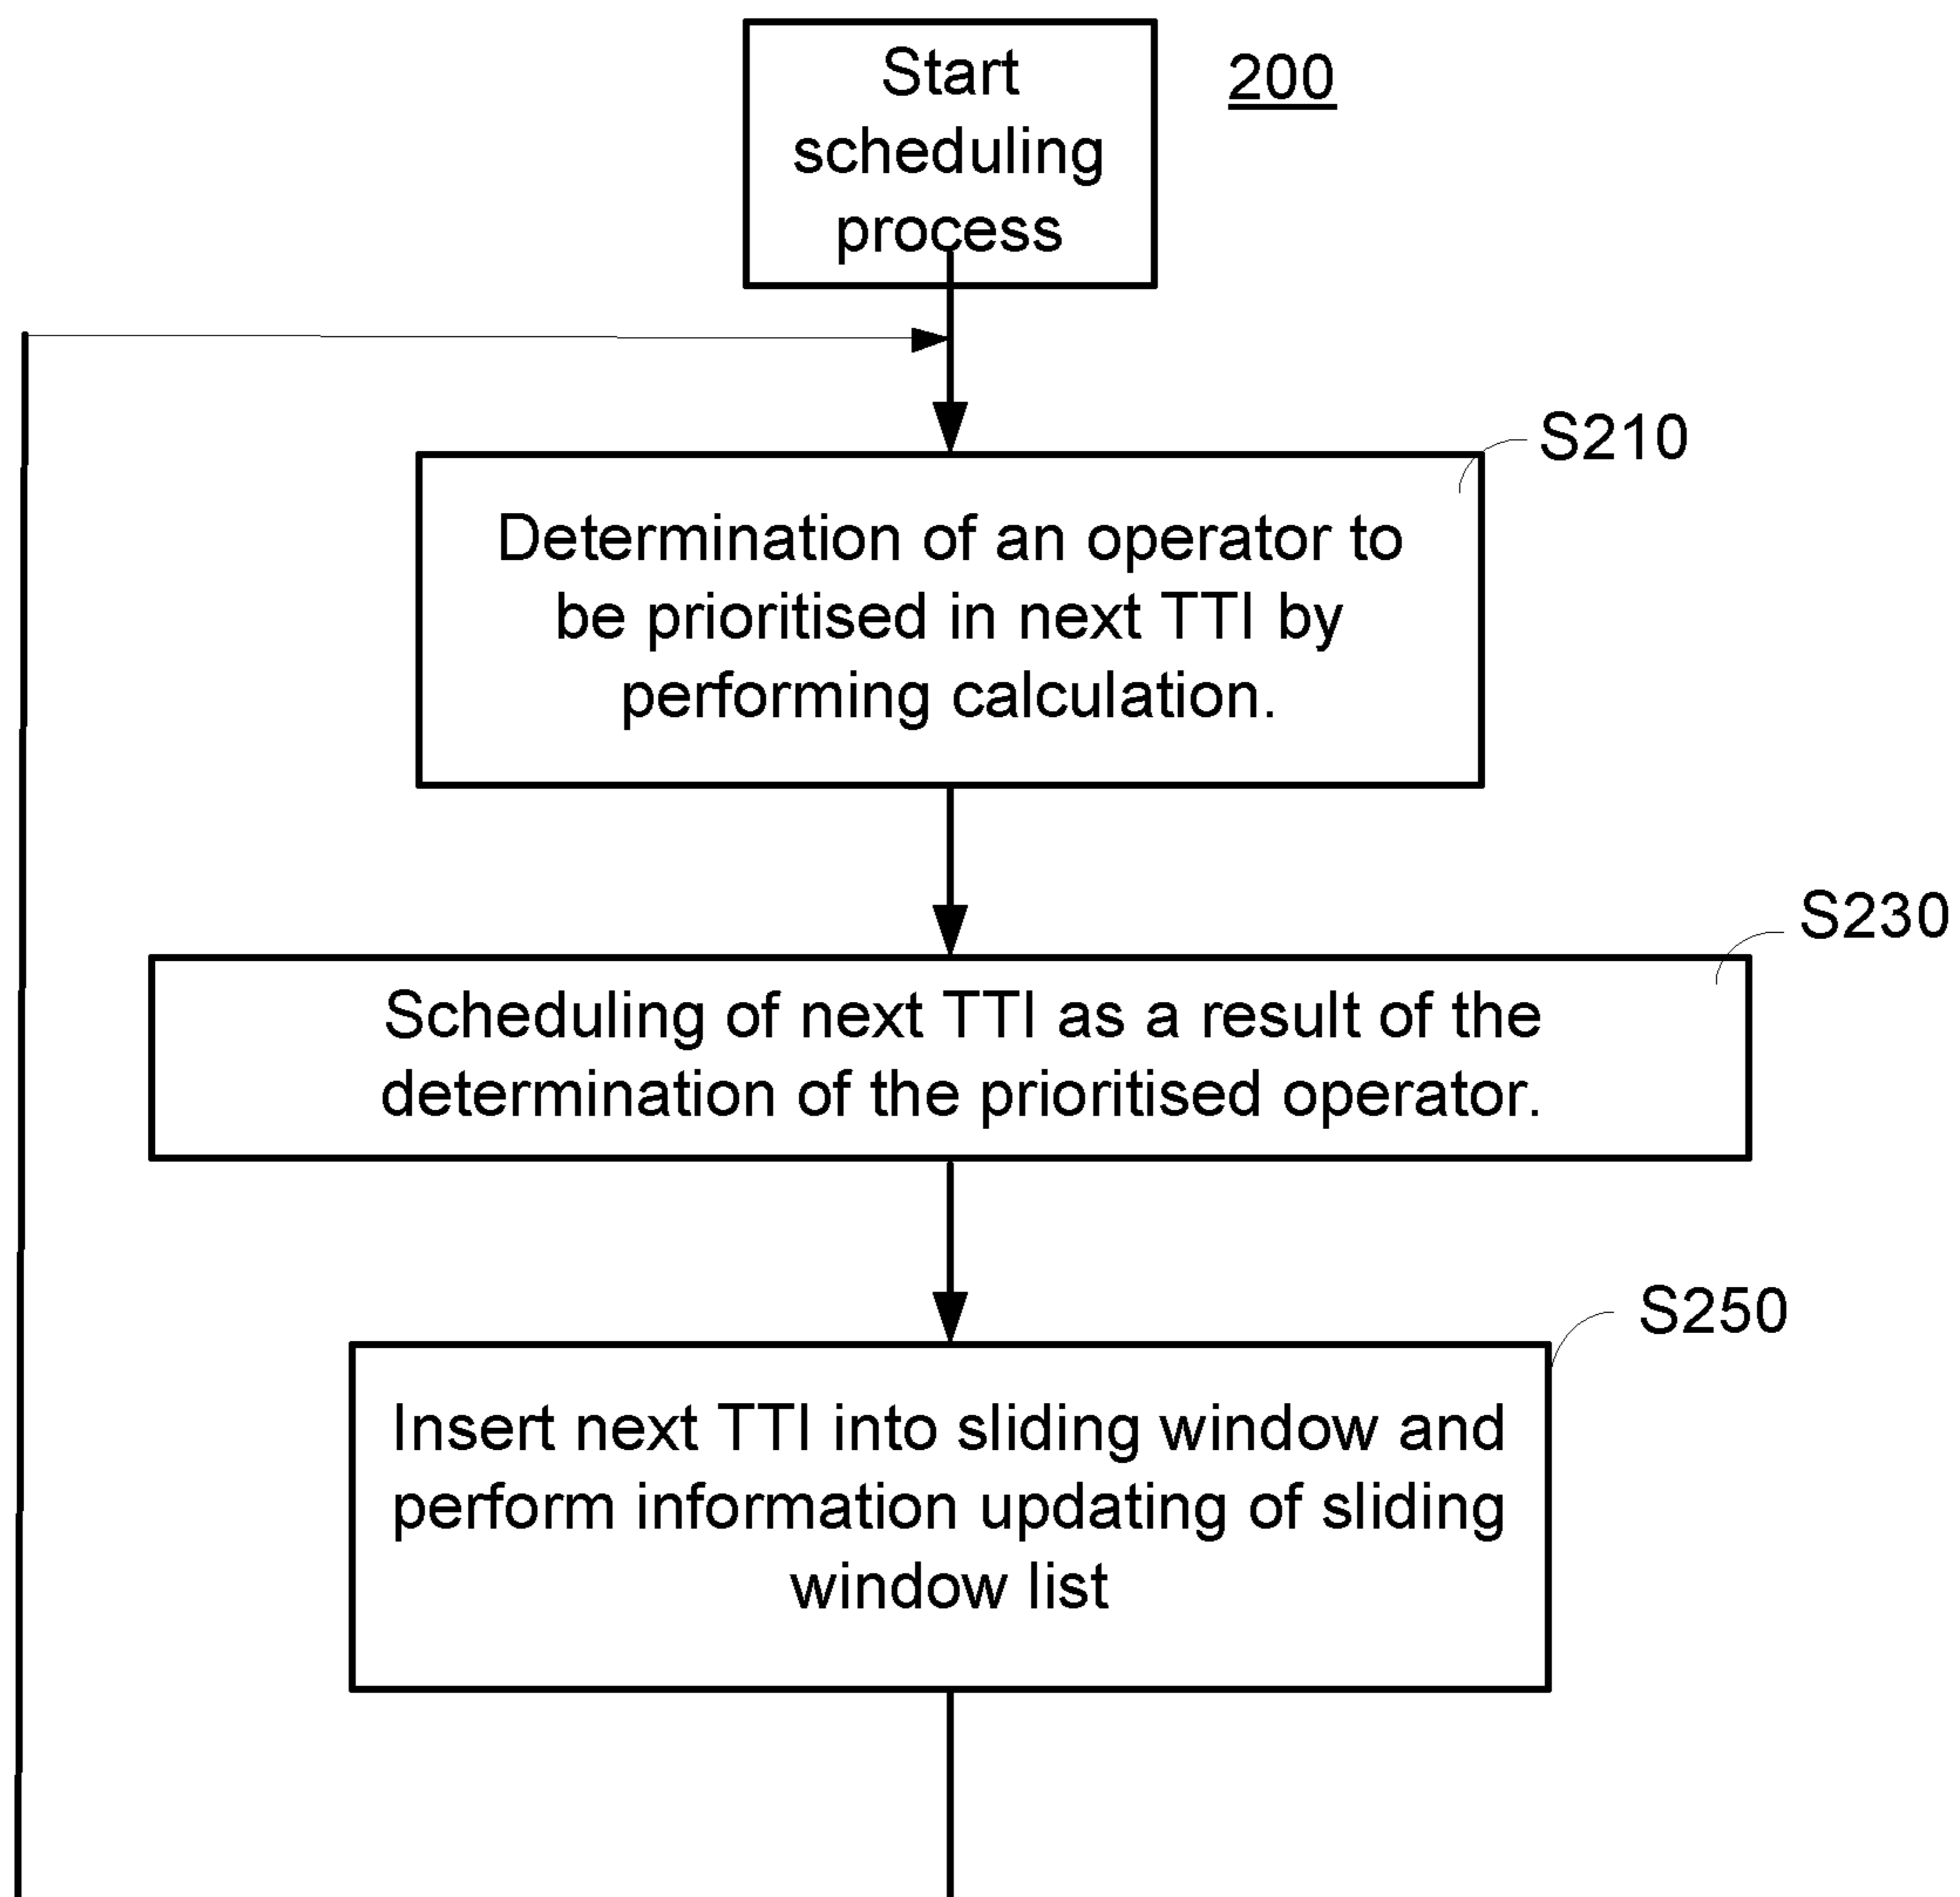 Start
scheduling
process
200
S210
Determination of an operator to
be prioritised in next TTI by
performing calculation.
S230
Scheduling of next TTI as a result of the
determination of the prioritised operator.
S250
Insert next TTI into sliding window and
perform information updating of sliding
window list